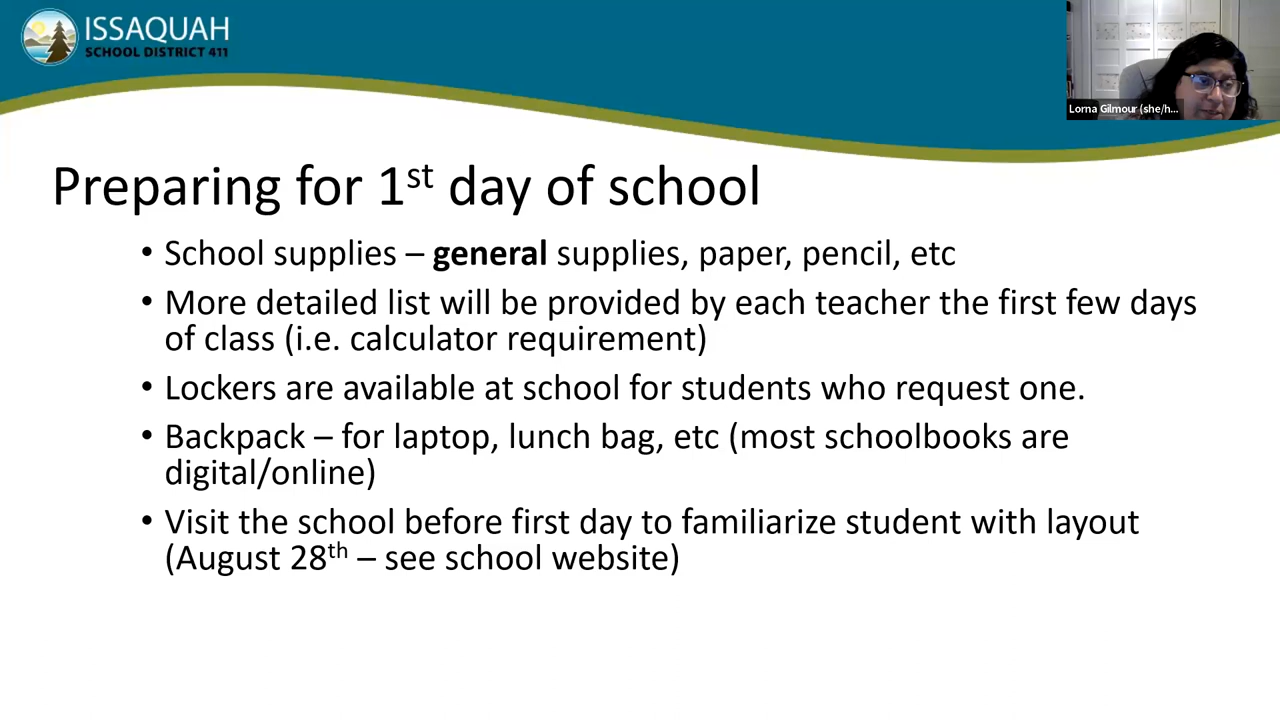 ISSAQUAH
SCHOOL DISTRICT 411
Lorna Gilmour (she/h...
Preparing for 1st day of school
• School supplies – general supplies, paper, pencil, etc
• More detailed list will be provided by each teacher the first few days
of class (i.e. calculator requirement)
• Lockers are available at school for students who request one.
• Backpack – for laptop, lunch bag, etc (most schoolbooks are
digital/online)
• Visit the school before first day to familiarize student with layout
(August 28th – see school website)